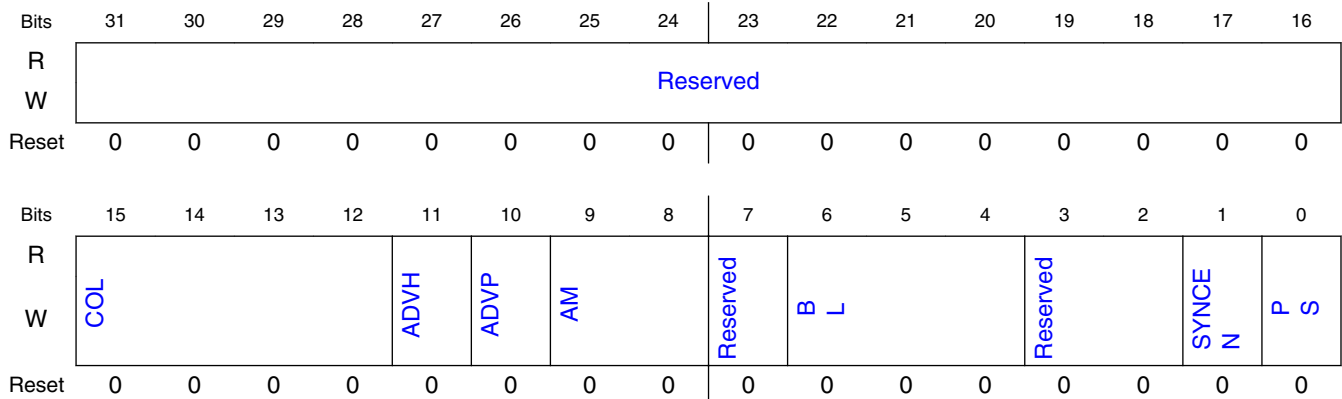 Bits 31 30 29 28 27 26 25 24 23 22 21 20 19 18 17 16
R
Reserved
W
Reset 0 0 0 0 0 0 0 0 0 0 0 0 0 0 0 0
Bits 15 14 13 12 11 10 9 8 7 6 5 4 3 2 1 0
R
COL ADVH ADVP AM Reserved BL Reserved SYNCEN PS
W
Reset 0 0 0 0 0 0 0 0 0 0 0 0 0 0 0 0